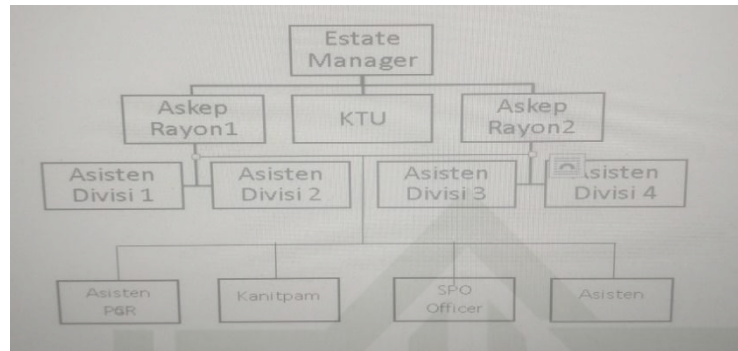 Estate
Manager
Askep
Rayon1
KTU
Askep
Rayon2
Asisten
Divisi 1
Asisten
Divisi 2
Asisten
Divisi 3
Asisten
Divisi 4
Asisten
Kanitpam
SPO
Officer
Asisten